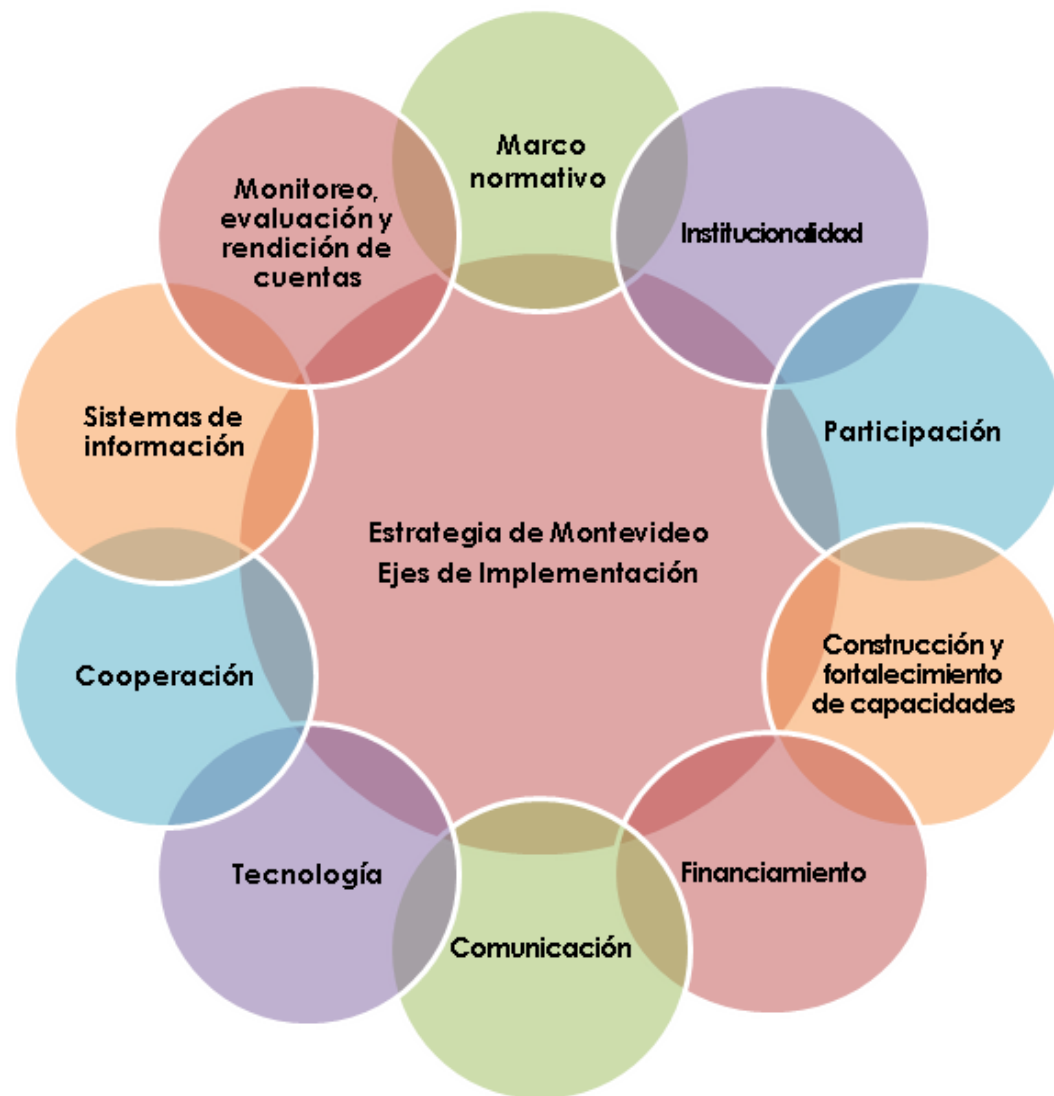 Marco
normativo
Institucionalidad
Participación
Construcción y
fortalecimiento
de capacidades
Financiamiento
Comunicación
Tecnología
Cooperación
Sistemas de
información
Monitoreo,
evaluación y
rendición de
cuentas
Estrategia de Montevideo
Ejes de Implementación